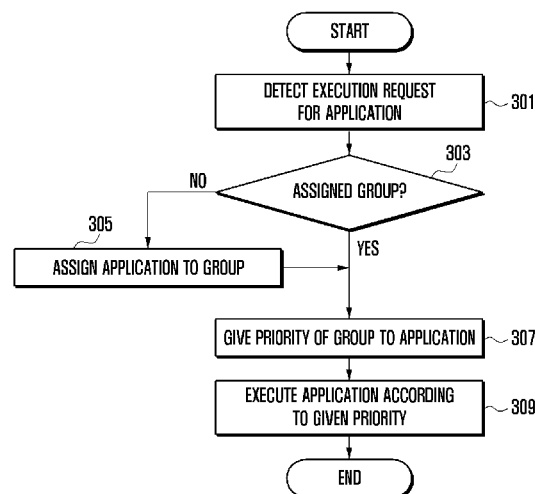 START
DETECT EXECUTION REQUEST
FOR APPLICATION
301
303
ASSIGNED GROUP?
NO
305
YES
ASSIGN APPLICATION TO GROUP
GIVE PRIORITY OF GROUP TO APPLICATION
307
EXECUTE APPLICATION ACCORDING
TO GIVEN PRIORITY
309
END